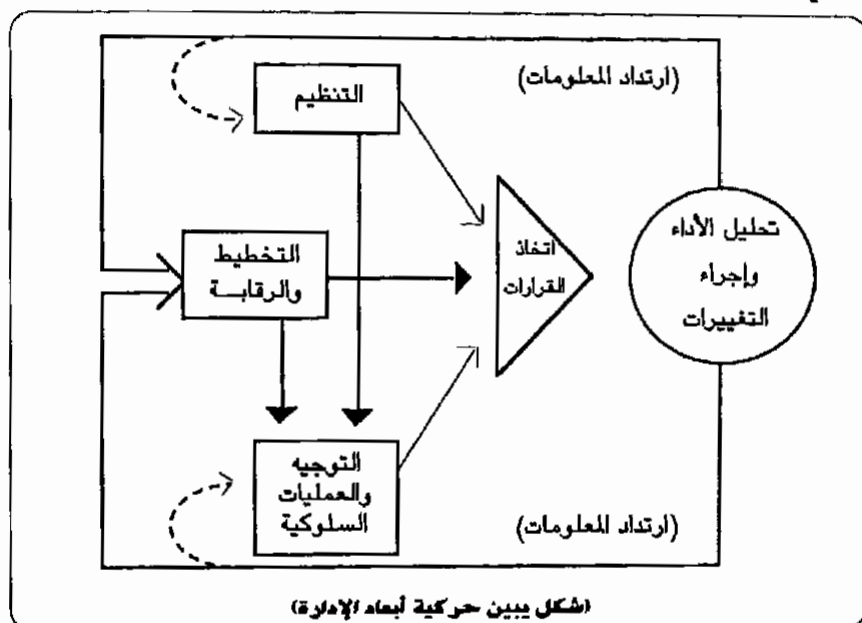 (ارتداد المعلومات)
التنظيم
تحليل الأداء
وإجراء
التغييرات
اتخاذ
القرارات
التخطيط
والرقابــة
التوجيه
والعمليات
السلوكية
(ارتداد المعلومات)
(شكل يبين حركية أبعاد الإدارة)